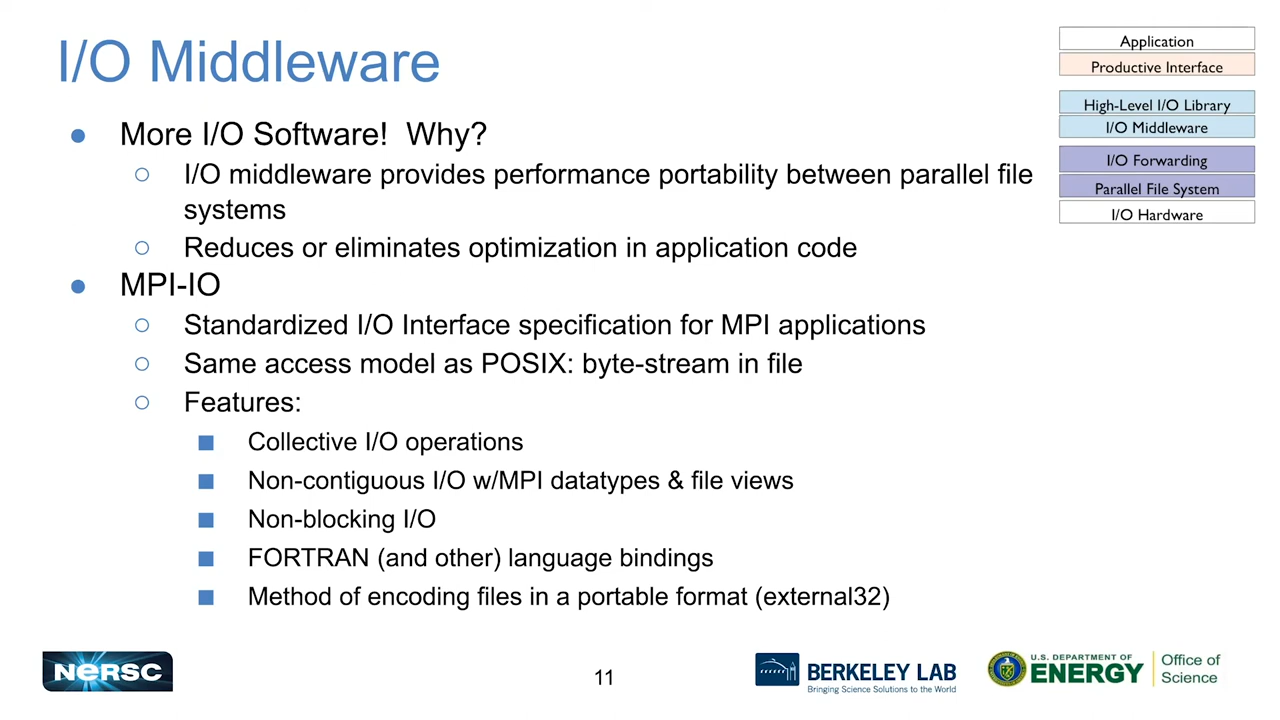 I/O Middleware
● More I/O Software!  Why?
○ I/O middleware provides performance portability between parallel file
systems
○ Reduces or eliminates optimization in application code
● MPI-IO
○ Standardized I/O Interface specification for MPI applications
○ Same access model as POSIX: byte-stream in file
○ Features:
■ Collective I/O operations
■ Non-contiguous I/O w/MPI datatypes & file views
■ Non-blocking I/O
■ FORTRAN (and other) language bindings
■ Method of encoding files in a portable format (external32)
Application
Productive Interface
High-Level I/O Library
I/O Middleware
I/O Forwarding
Parallel File System
I/O Hardware
NERSC
11
BERKELEY LAB
Bringing Science Solutions to the World
U.S. DEPARTMENT OF
ENERGY
Office of
Science